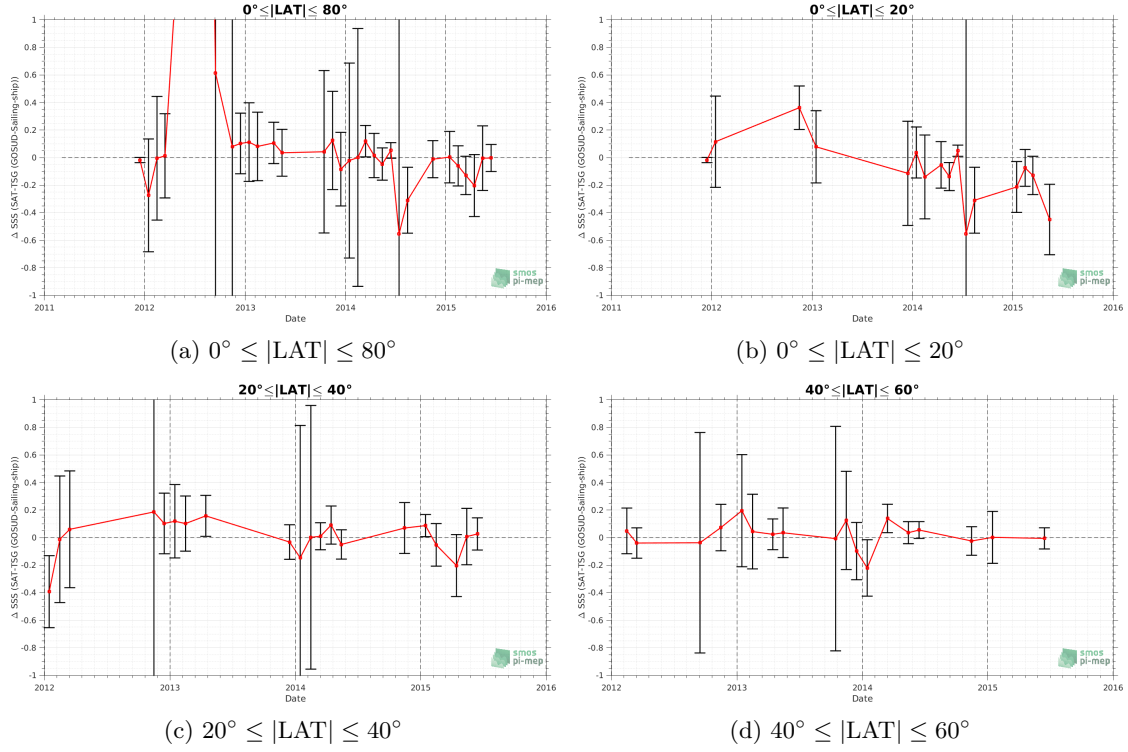 0°≤|LAT|≤ 80°
Δ SSS (SAT-TSG (GOSUD-Sailing-ship))
1
0.8
0.6
0.4
0.2
0
-0.2
-0.4
-0.6
-0.8
-1
2011 2012 2013 2014 2015 2016
Date
smos
pi-mep
(a) 0° ≤ |LAT| ≤ 80°
0°≤|LAT|≤ 20°
Δ SSS (SAT-TSG (GOSUD-Sailing-ship))
1
0.8
0.6
0.4
0.2
0
-0.2
-0.4
-0.6
-0.8
-1
2011 2012 2013 2014 2015 2016
Date
smos
pi-mep
(b) 0° ≤ |LAT| ≤ 20°
20°≤|LAT|≤ 40°
Δ SSS (SAT-TSG (GOSUD-Sailing-ship))
1
0.8
0.6
0.4
0.2
0
-0.2
-0.4
-0.6
-0.8
-1
2012 2013 2014 2015 2016
Date
smos
pi-mep
(c) 20° ≤ |LAT| ≤ 40°
40°≤|LAT|≤ 60°
Δ SSS (SAT-TSG (GOSUD-Sailing-ship))
1
0.8
0.6
0.4
0.2
0
-0.2
-0.4
-0.6
-0.8
-1
2012 2013 2014 2015 2016
Date
smos
pi-mep
(d) 40° ≤ |LAT| ≤ 60°